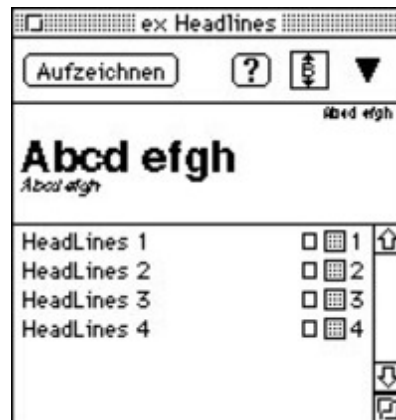 ex Headlines
Aufzeichnen ? 6
Abcd efgh
Abcd efgh
Abcd efgh
HeadLines 1 1
HeadLines 2 2
HeadLines 3 3
HeadLines 4 4